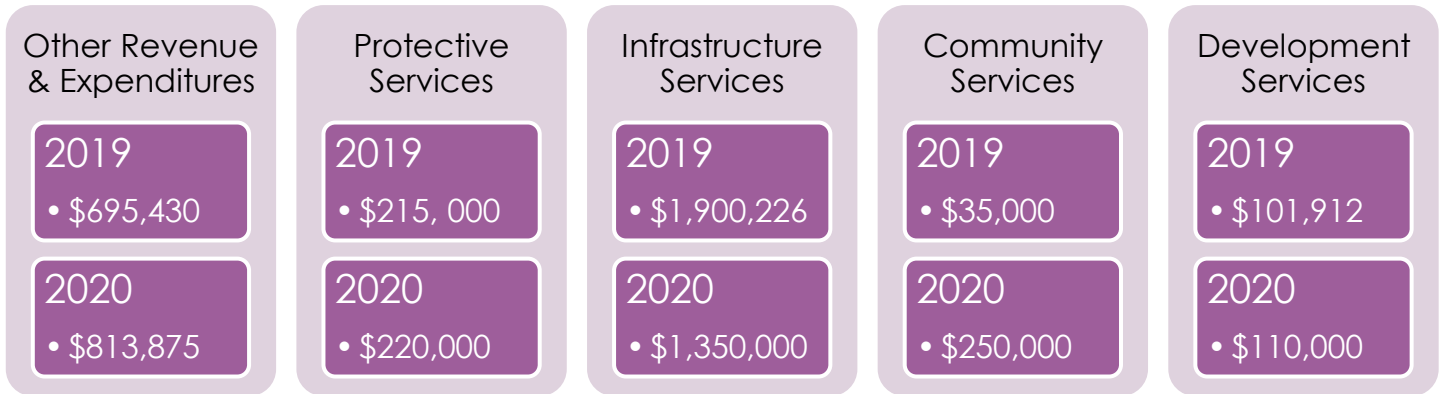 Other Revenue
& Expenditures
2019
• $695,430
2020
• $813,875
Protective
Services
2019
• $215, 000
2020
• $220,000
Infrastructure
Services
2019
• $1,900,226
2020
• $1,350,000
Community
Services
2019
• $35,000
2020
• $250,000
Development
Services
2019
• $101,912
2020
• $110,000